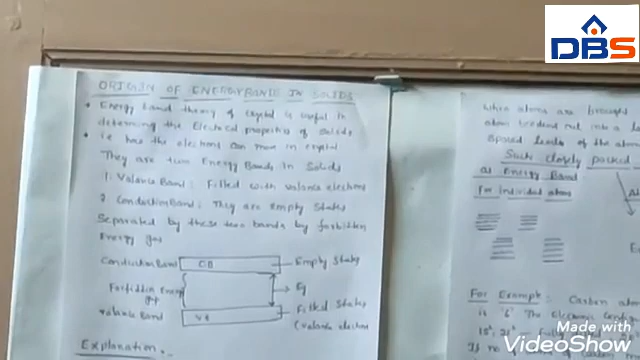 DBS
ORIGIN OF ENERGY BAND IN SOLIDS
• Energy band theory of crystal is useful in
determining the Electrical properties of solids
• i.e how the electrons can move in crystal
They are two Energy Bands in Solids
1. Valance Band : Filled with valance electrons
2. Conduction Band : They are Empty States
Separated by these two bands by forbidden
Energy gap
Conduction Band CB Empty States
Forbidden Energy gap Eg
Valance Band VB Filled States
(valance electron
Explanation :-
When atoms are brought
Such closely packed
as Energy Band
For individual atoms
For Example : Carbon atom
is "6" The Electronic Config
Made with
VideoShow